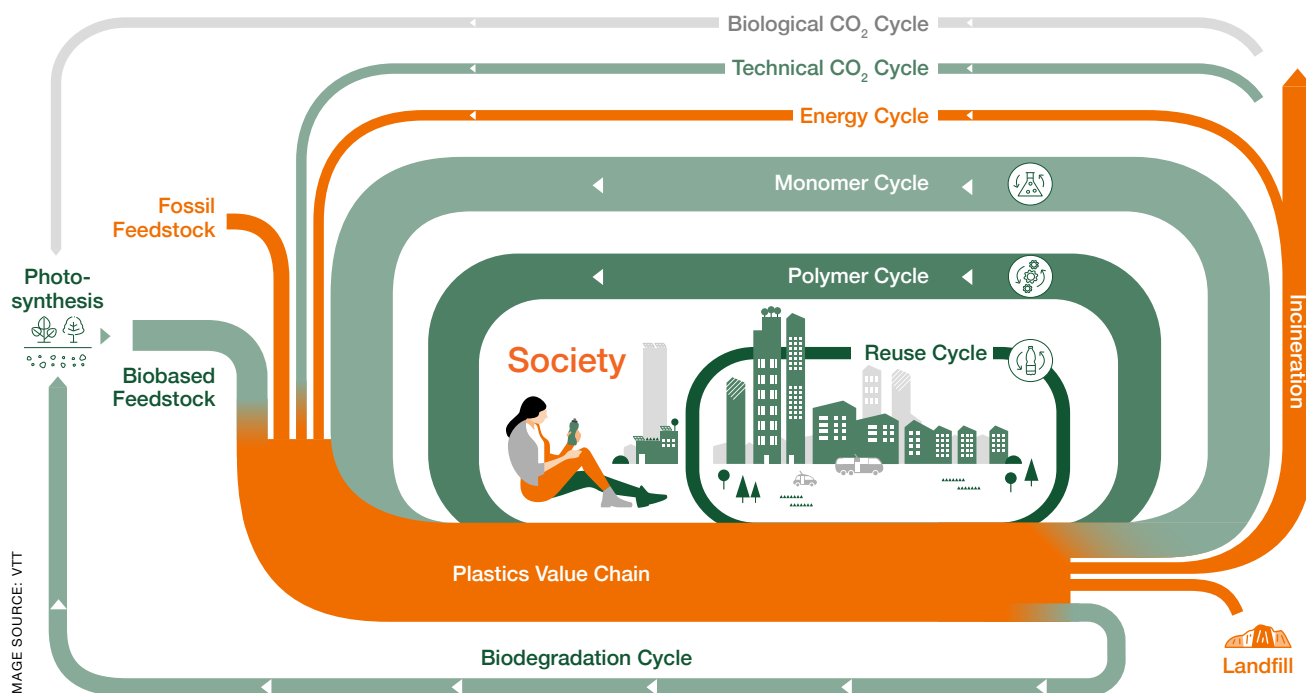 Biological CO₂ Cycle
Technical CO₂ Cycle
Energy Cycle
Monomer Cycle
Fossil
Feedstock
Photo-
synthesis
Polymer Cycle
Incineration
Society
Reuse Cycle
Biobased
Feedstock
Plastics Value Chain
Biodegradation Cycle
Landfill
MAGE SOURCE: VTT